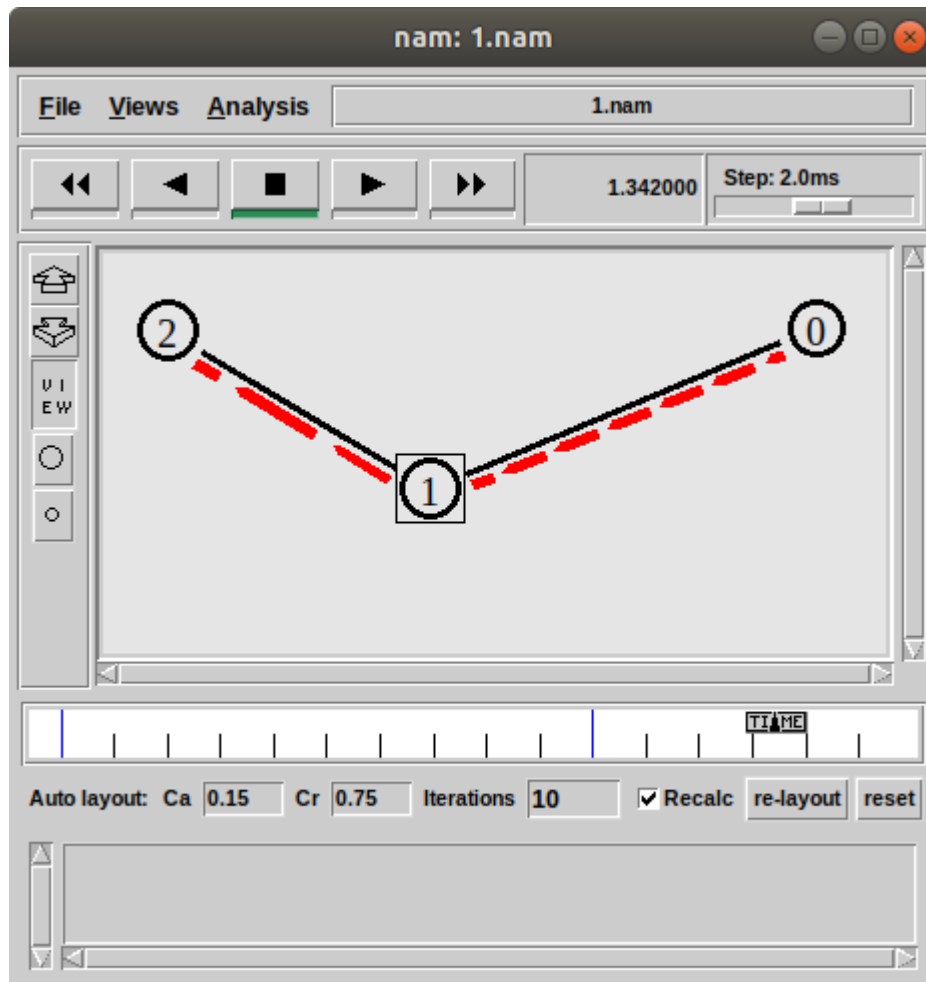 nam: 1.nam
File Views Analysis 1.nam
1.342000 Step: 2.0ms
V I
E W
2
0
1
TIME
Auto layout: Ca 0.15 Cr 0.75 Iterations 10 Recalc re-layout reset